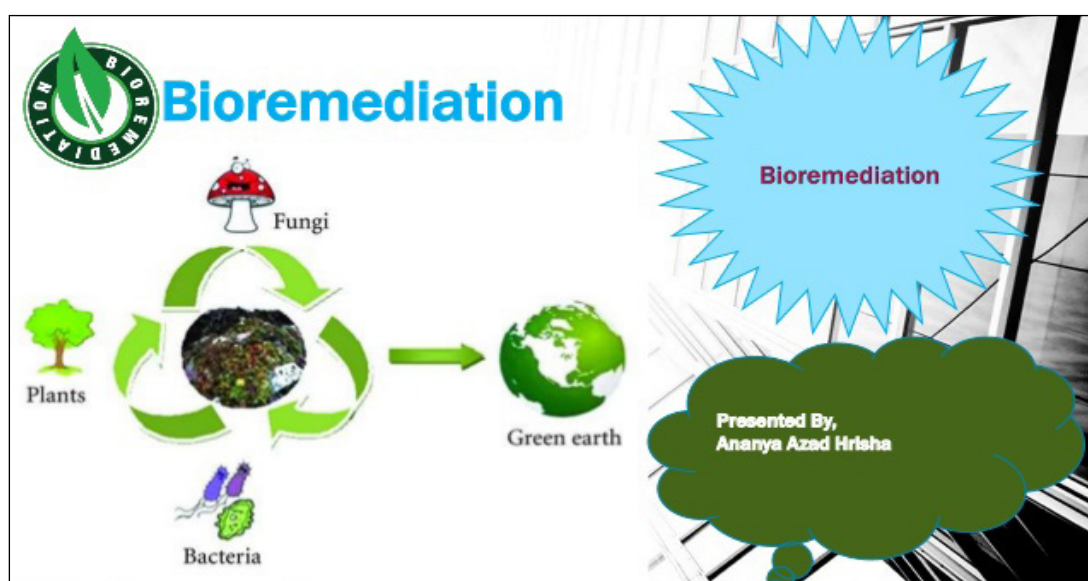 BIOREMEDIATION
Bioremediation
Fungi
Plants
Green earth
Bacteria
Bioremediation
Presented By,
Ananya Azad Hrisha